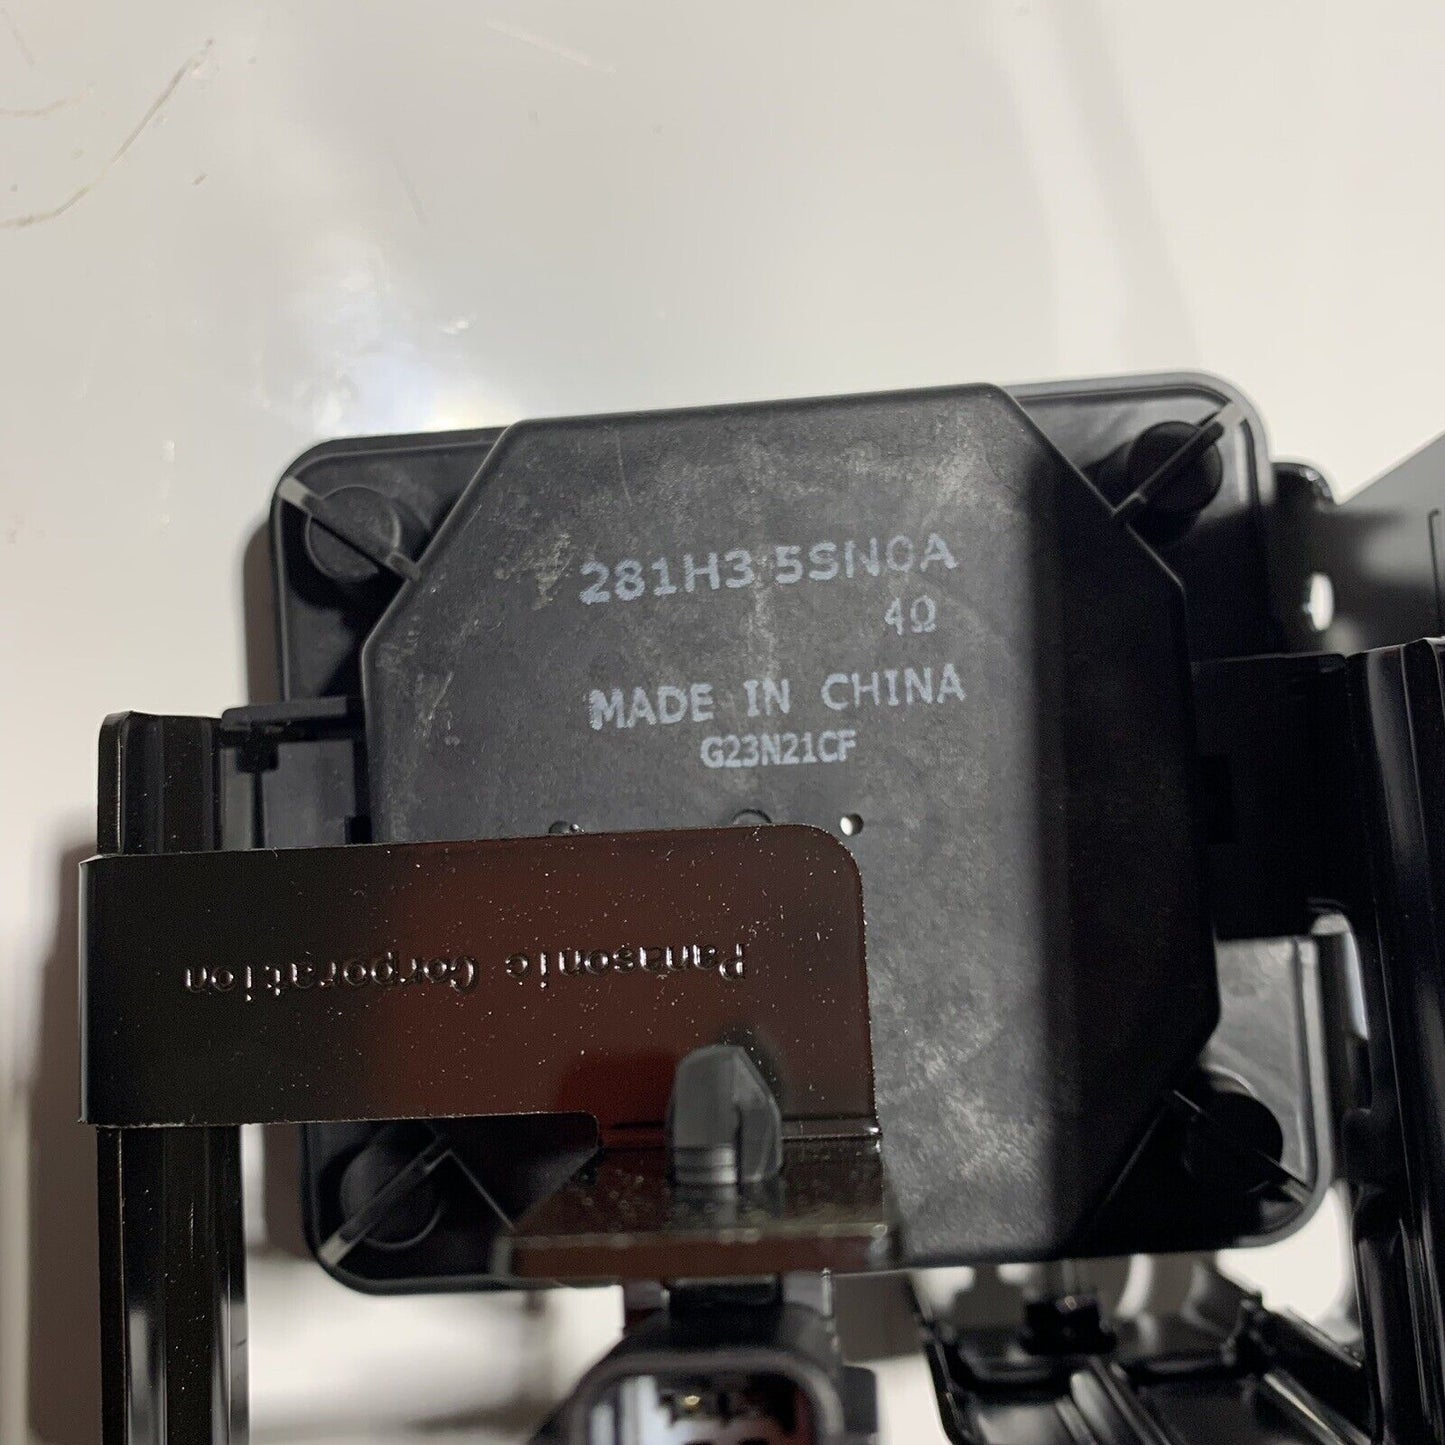 281H3 5SN0A
4Ω
MADE IN CHINA
G23N21CF
Panasonic Corporation